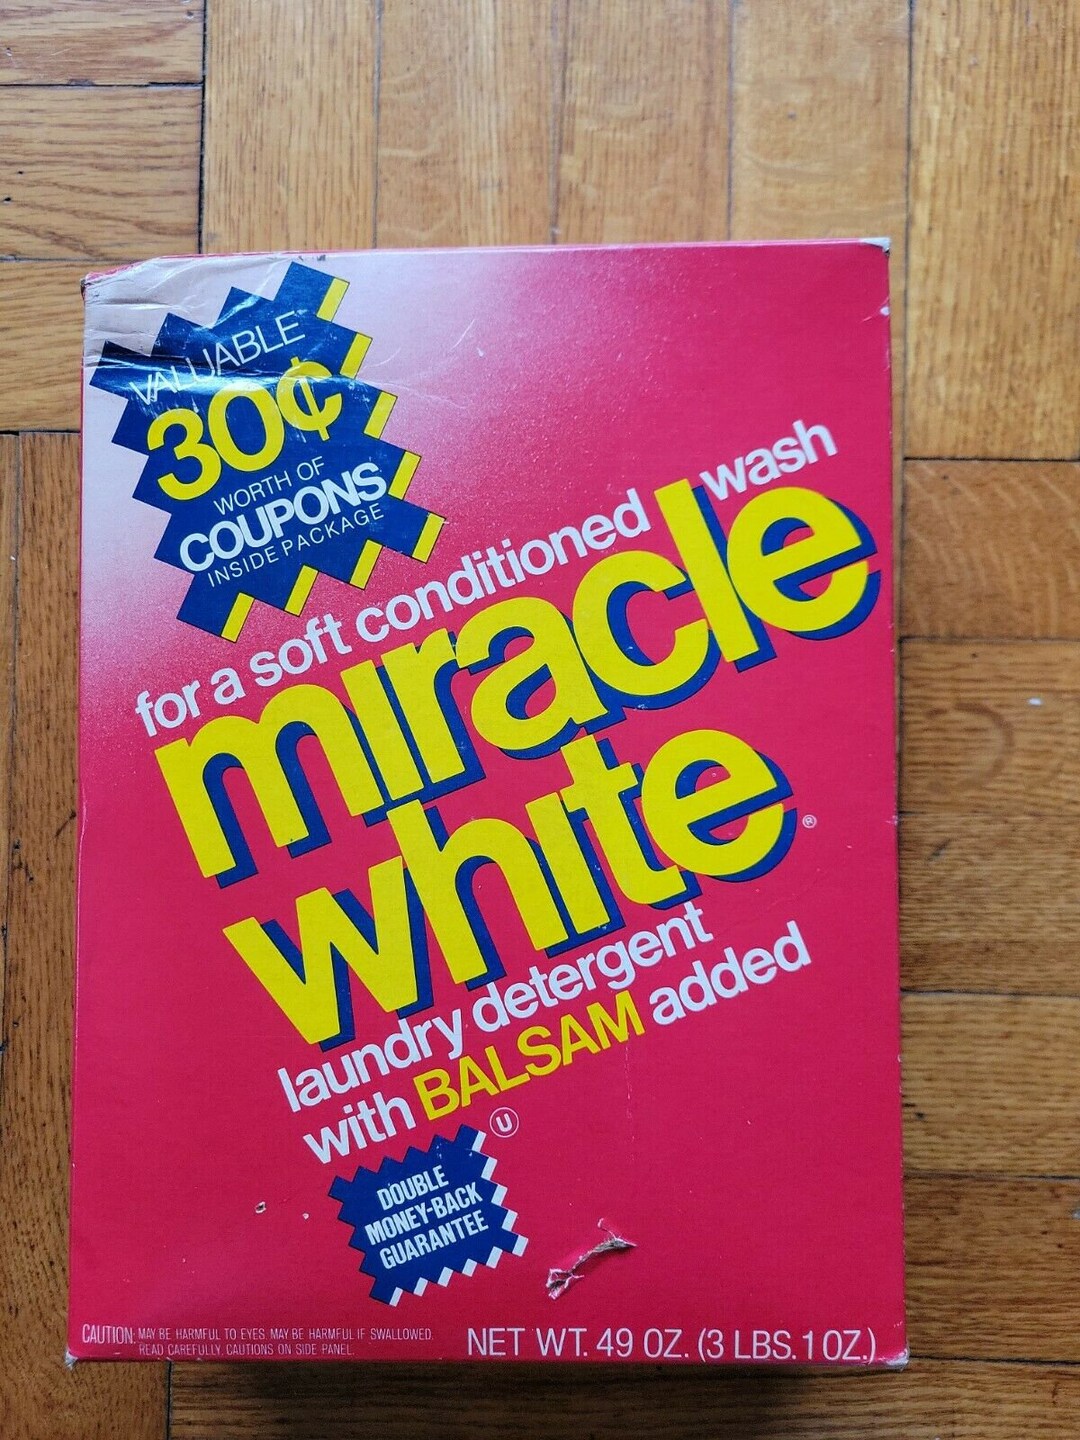 VALUABLE
30¢
WORTH OF
COUPONS
INSIDE PACKAGE
for a soft conditioned wash
miracle
white®
laundry detergent
with BALSAM added
U
DOUBLE
MONEY-BACK
GUARANTEE
CAUTION: MAY BE HARMFUL TO EYES. MAY BE HARMFUL IF SWALLOWED.
READ CAREFULLY, CAUTIONS ON SIDE PANEL.
NET WT. 49 OZ. (3 LBS. 1 OZ.)